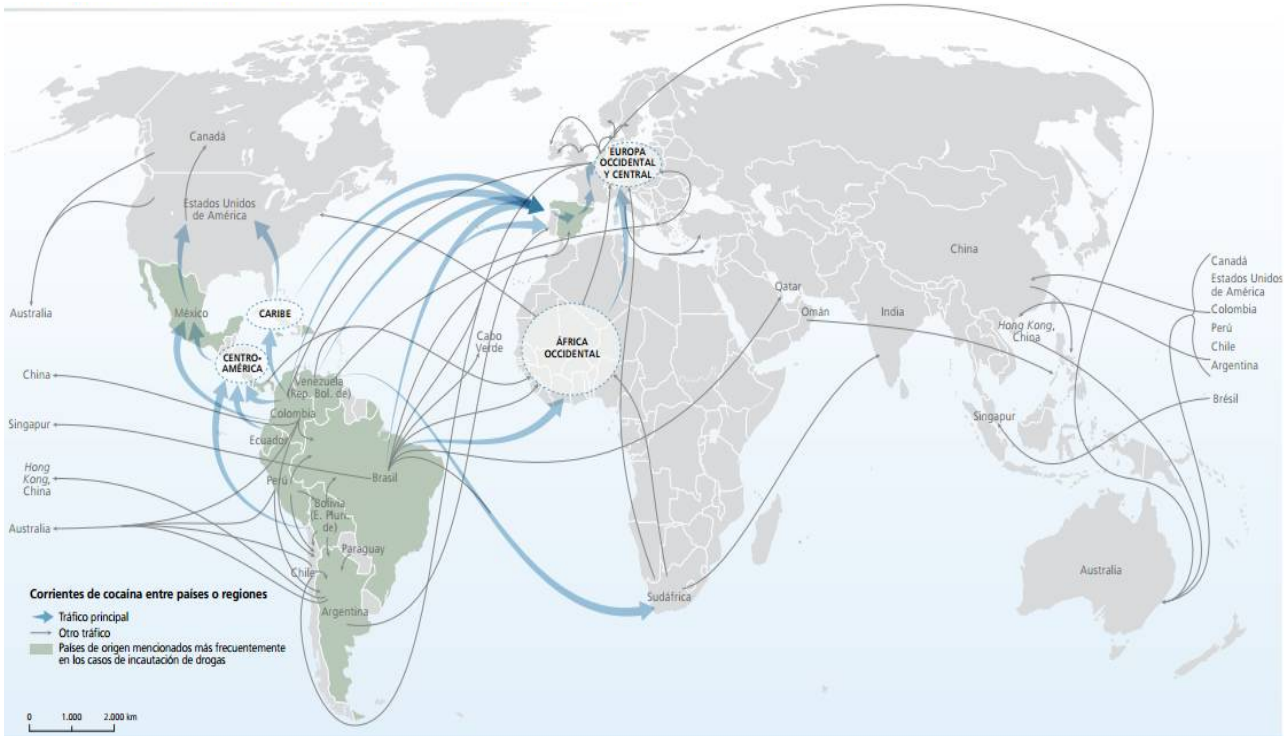 Canadá
Estados Unidos
de América
México
CARIBE
CENTRO-
AMÉRICA
Australia
China
Singapur
Hong
Kong,
China
Australia
Venezuela
(Rep. Bol. de)
Colombia
Ecuador
Perú
Brasil
Bolivia
(E. Plun.
de)
Paraguay
Chile
Argentina
EUROPA
OCCIDENTAL
Y CENTRAL
Cabo
Verde
ÁFRICA
OCCIDENTAL
Sudáfrica
Qatar
Omán
India
China
Hong Kong,
China
Singapur
Australia
Canadá
Estados Unidos
de América
Colombia
Perú
Chile
Argentina
Brésil
Corrientes de cocaína entre países o regiones
Tráfico principal
Otro tráfico
Países de origen mencionados más frecuentemente
en los casos de incautación de drogas
0 1.000 2.000 km